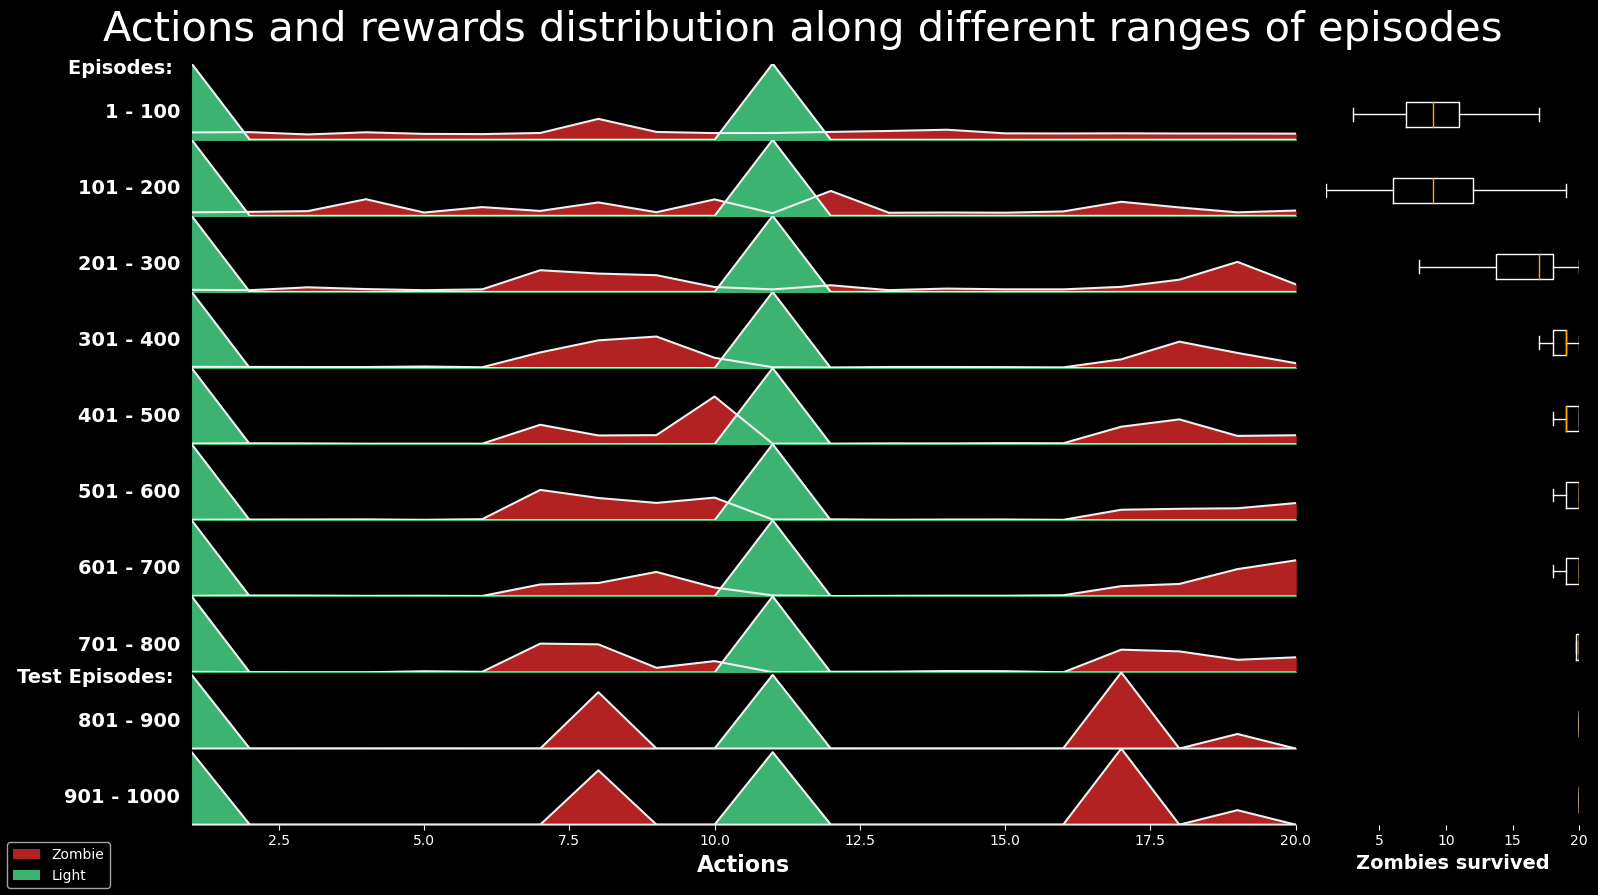 Actions and rewards distribution along different ranges of episodes
Episodes:
1 - 100
101 - 200
201 - 300
301 - 400
401 - 500
501 - 600
601 - 700
701 - 800
Test Episodes:
801 - 900
901 - 1000
2.5 5.0 7.5 10.0 12.5 15.0 17.5 20.0
Actions
5 10 15 20
Zombies survived
Zombie
Light